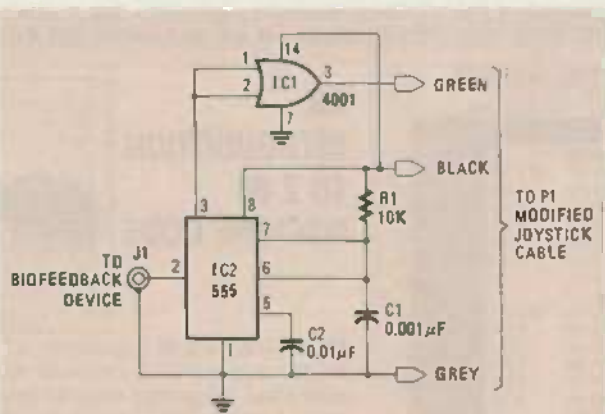 14
1
2
IC1
3
4001
7
GREEN
BLACK
3
8
R1
10K
TO
BIOFEEDBACK
DEVICE
J1
2
IC2
555
7
6
5
1
C1
0.001µF
C2
0.01µF
GREY
TO P1
MODIFIED
JOYSTICK
CABLE